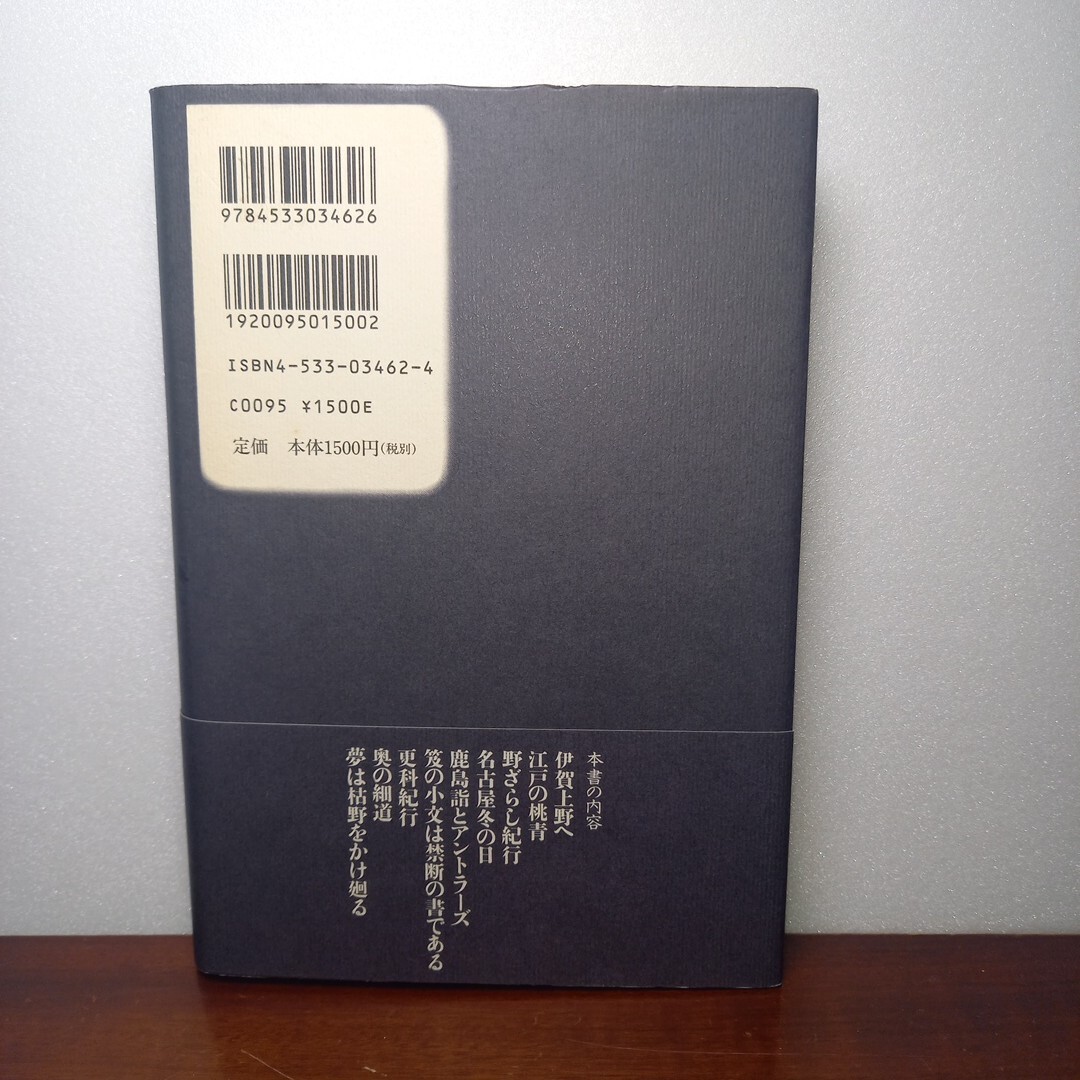 9784533034626
1920095015002
ISBN4-533-03462-4
C0095 ¥1500E
定価 本体1500円(税別)
本書の内容
伊賀上野へ
江戸の桃青
野ざらし紀行
名古屋冬の日
鹿島詣とアントラーズ
笈の小文は禁断の書である
更科紀行
奥の細道
夢は枯野をかけ廻る